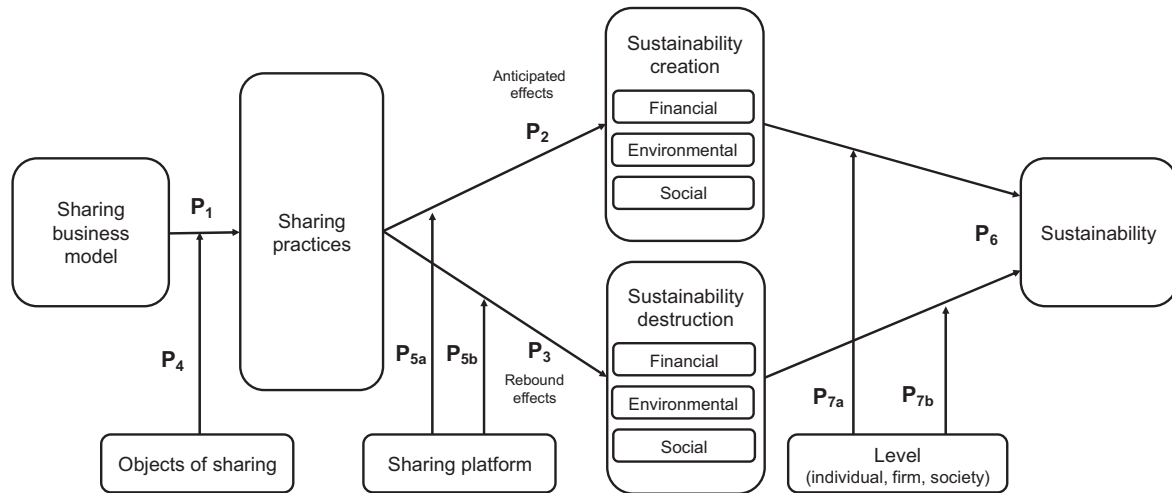 Sharing
business
model
P1
Sharing
practices
Anticipated
effects
P2
Sustainability
creation
Financial
Environmental
Social
P3
Rebound
effects
Sustainability
destruction
Financial
Environmental
Social
P6
Sustainability
P4
Objects of sharing
P5a
P5b
Sharing platform
P7a
P7b
Level
(individual, firm, society)